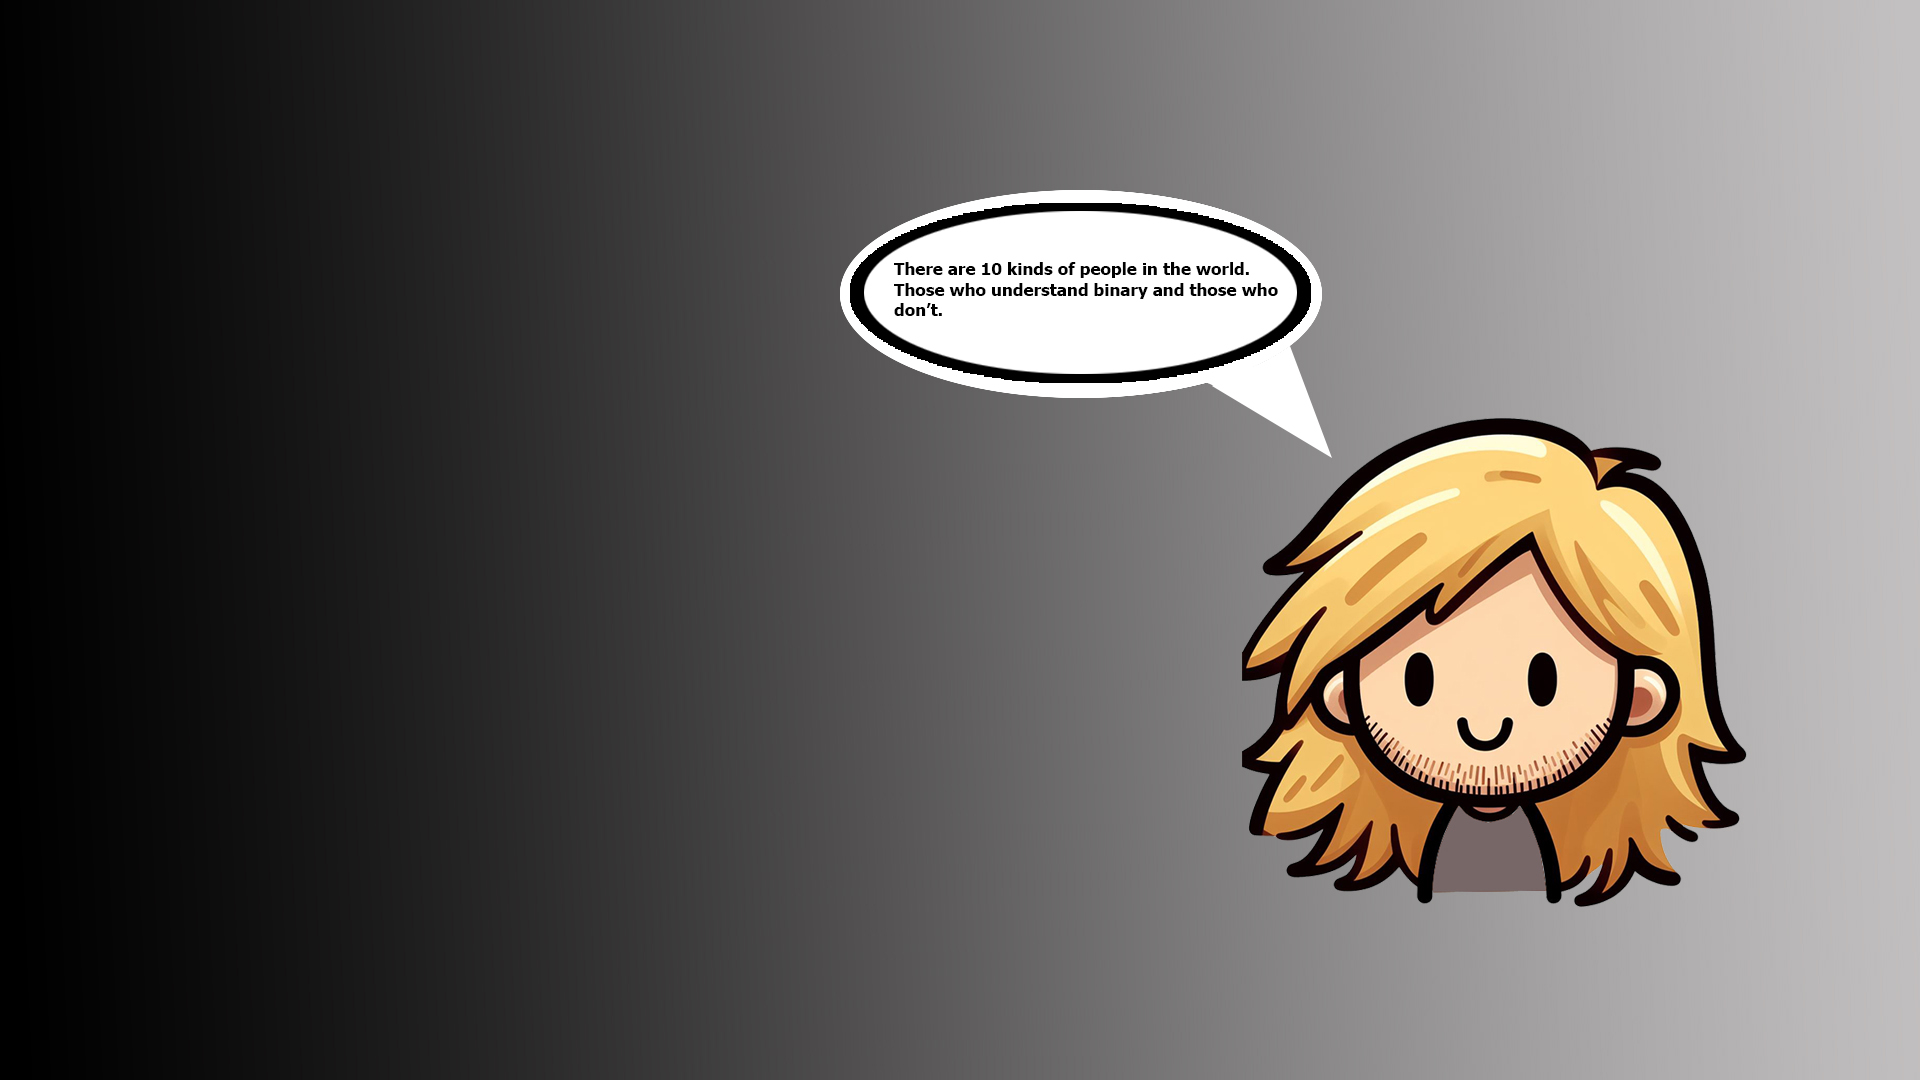 There are 10 kinds of people in the world.
Those who understand binary and those who
don’t.